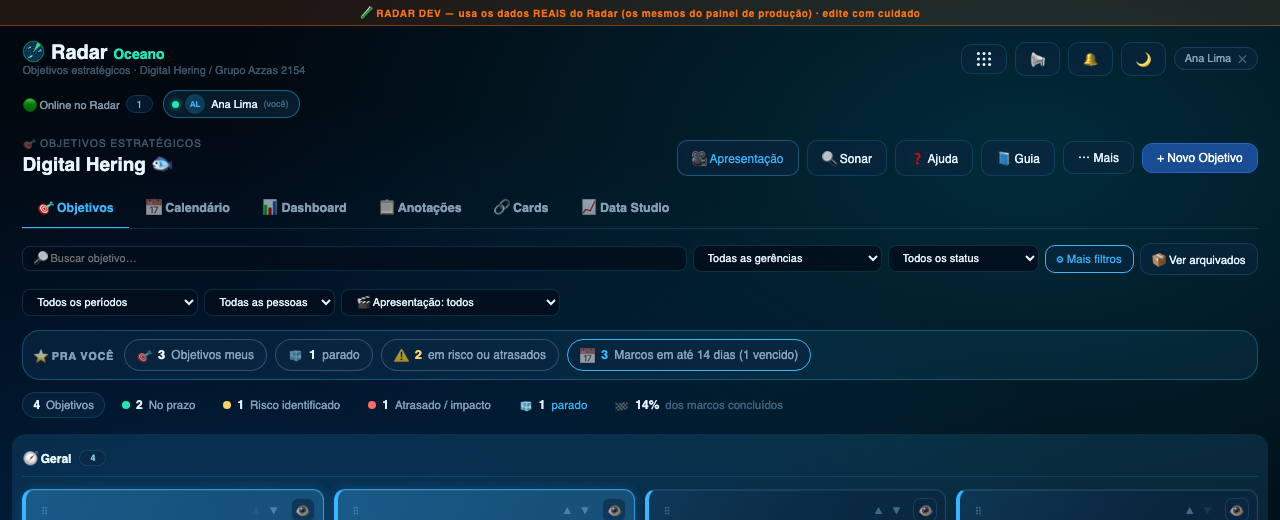 RADAR DEV — usa os dados REAIS do Radar (os mesmos do painel de produção) · edite com cuidado
Radar Oceano
Objetivos estratégicos · Digital Hering / Grupo Azzas 2154
Ana Lima ×
Online no Radar 1 AL Ana Lima (você)
OBJETIVOS ESTRATÉGICOS
Digital Hering
Apresentação Sonar Ajuda Guia ··· Mais + Novo Objetivo
Objetivos Calendário Dashboard Anotações Cards Data Studio
Buscar objetivo... Todas as gerências Todos os status Mais filtros Ver arquivados
Todos os períodos Todas as pessoas Apresentação: todos
PRA VOCÊ 3 Objetivos meus 1 parado 2 em risco ou atrasados 3 Marcos em até 14 dias (1 vencido)
4 Objetivos 2 No prazo 1 Risco identificado 1 Atrasado / impacto 1 parado 14% dos marcos concluídos
Geral 4